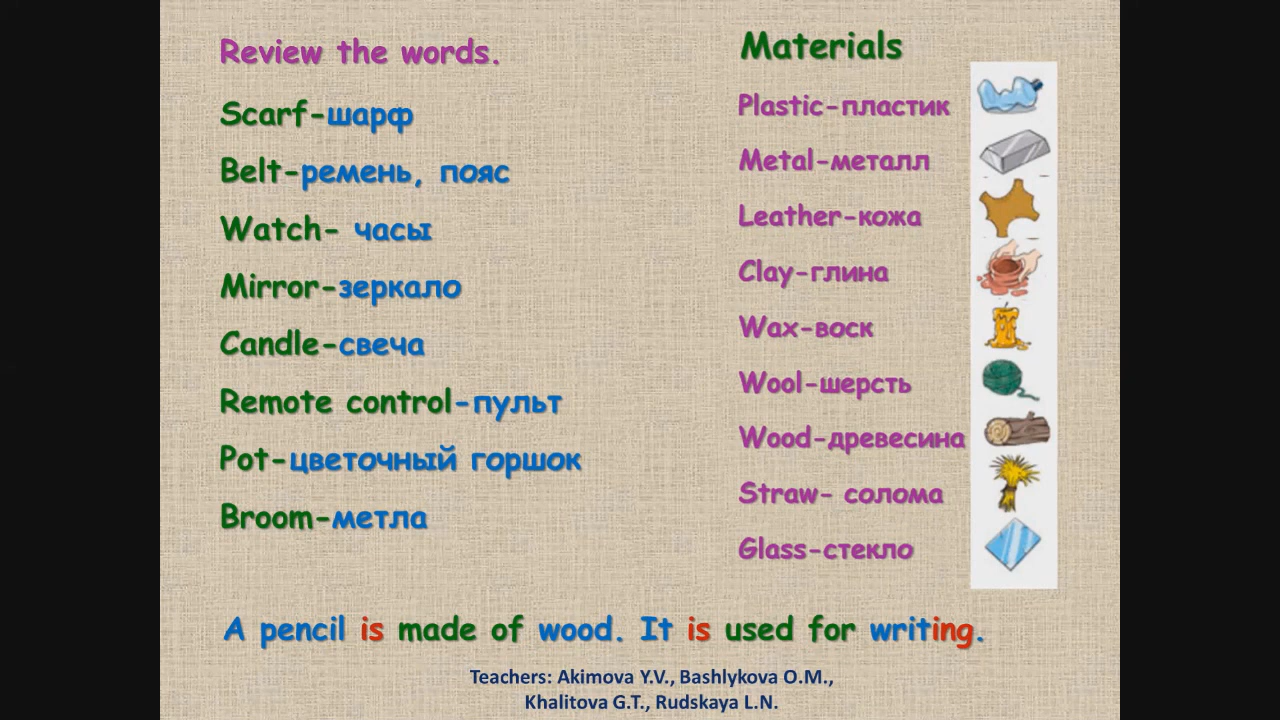 Review the words.
Scarf-шарф
Belt-ремень, пояс
Watch- часы
Mirror-зеркало
Candle-свеча
Remote control-пульт
Pot-цветочный горшок
Broom-метла
Materials
Plastic-пластик
Metal-металл
Leather-кожа
Clay-глина
Wax-воск
Wool-шерсть
Wood-древесина
Straw- солома
Glass-стекло
A pencil is made of wood. It is used for writing.
Teachers: Akimova Y.V., Bashlykova O.M.,
Khalitova G.T., Rudskaya L.N.